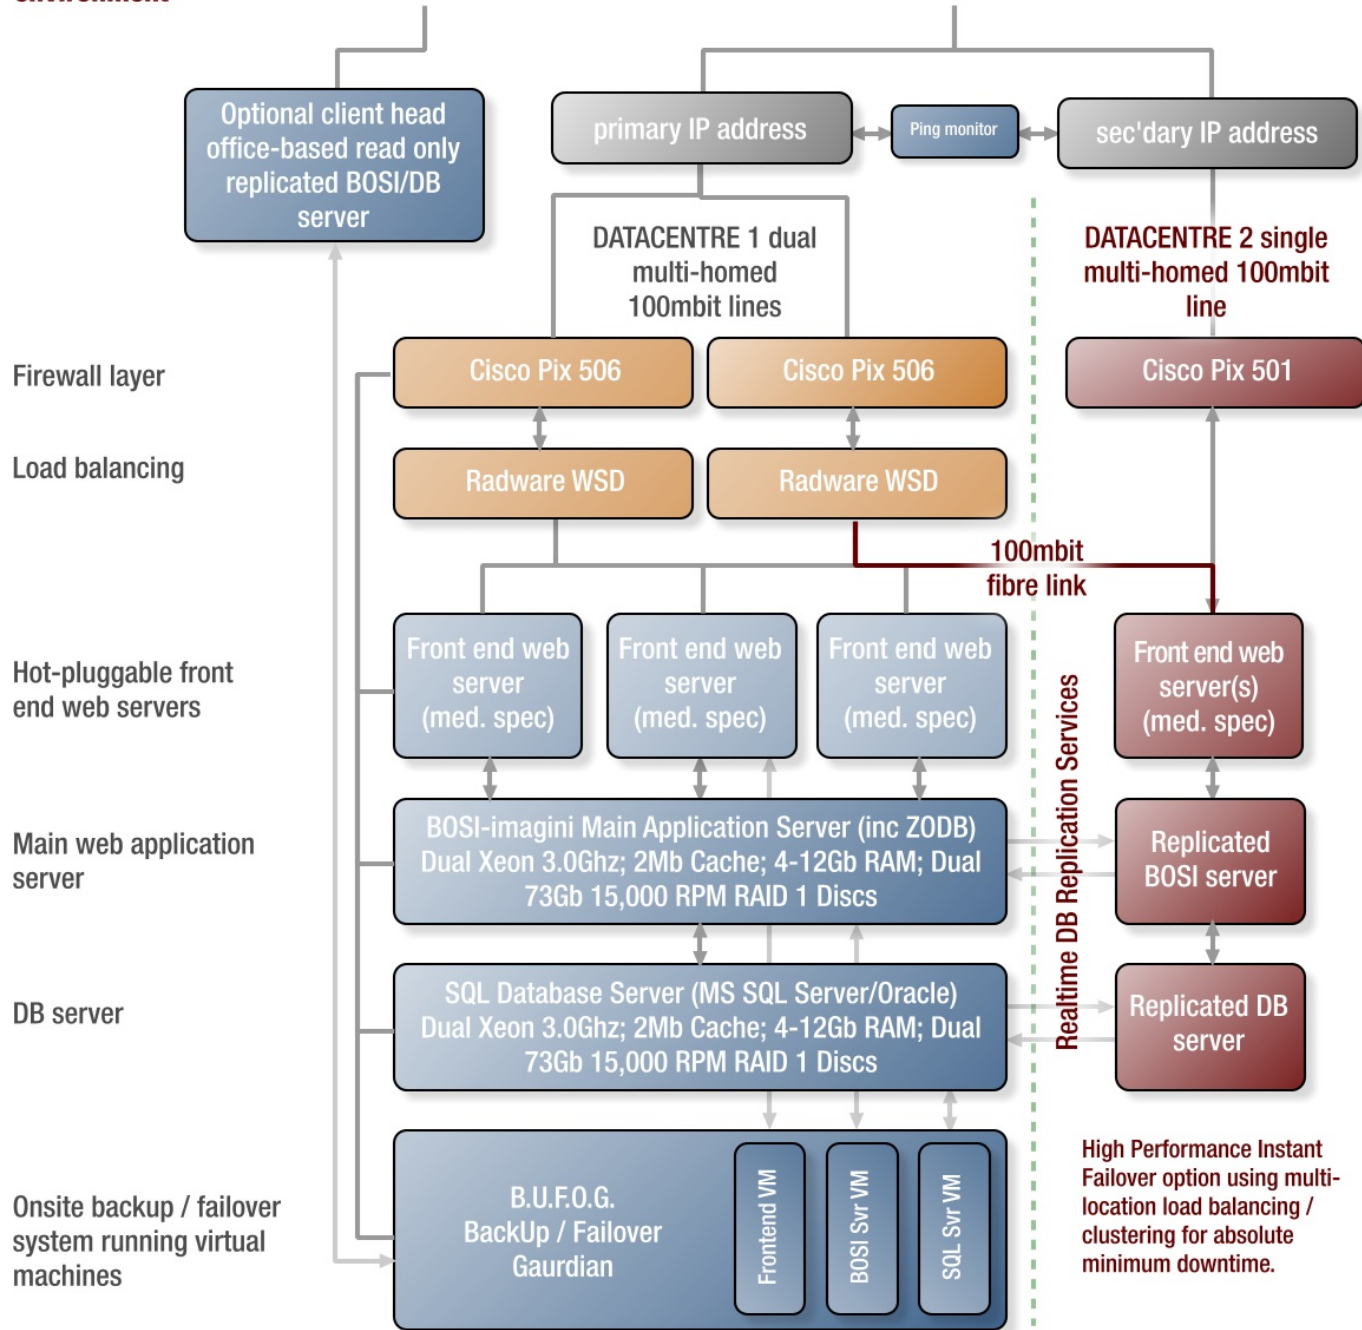 environment
Optional client head
office-based read only
replicated BOSI/DB
server
primary IP address
Ping monitor
sec'dary IP address
DATACENTRE 1 dual
multi-homed
100mbit lines
DATACENTRE 2 single
multi-homed 100mbit
line
Firewall layer
Cisco Pix 506
Cisco Pix 506
Cisco Pix 501
Load balancing
Radware WSD
Radware WSD
100mbit
fibre link
Hot-pluggable front
end web servers
Front end web
server
(med. spec)
Front end web
server
(med. spec)
Front end web
server
(med. spec)
Front end web
server(s)
(med. spec)
Realtime DB Replication Services
Main web application
server
BOSI-imagini Main Application Server (inc ZODB)
Dual Xeon 3.0Ghz; 2Mb Cache; 4-12Gb RAM; Dual
73Gb 15,000 RPM RAID 1 Discs
Replicated
BOSI server
DB server
SQL Database Server (MS SQL Server/Oracle)
Dual Xeon 3.0Ghz; 2Mb Cache; 4-12Gb RAM; Dual
73Gb 15,000 RPM RAID 1 Discs
Replicated DB
server
Onsite backup / failover
system running virtual
machines
B.U.F.O.G.
BackUp / Failover
Gaurdian
Frontend VM
BOSI Svr VM
SQL Svr VM
High Performance Instant
Failover option using multi-
location load balancing /
clustering for absolute
minimum downtime.